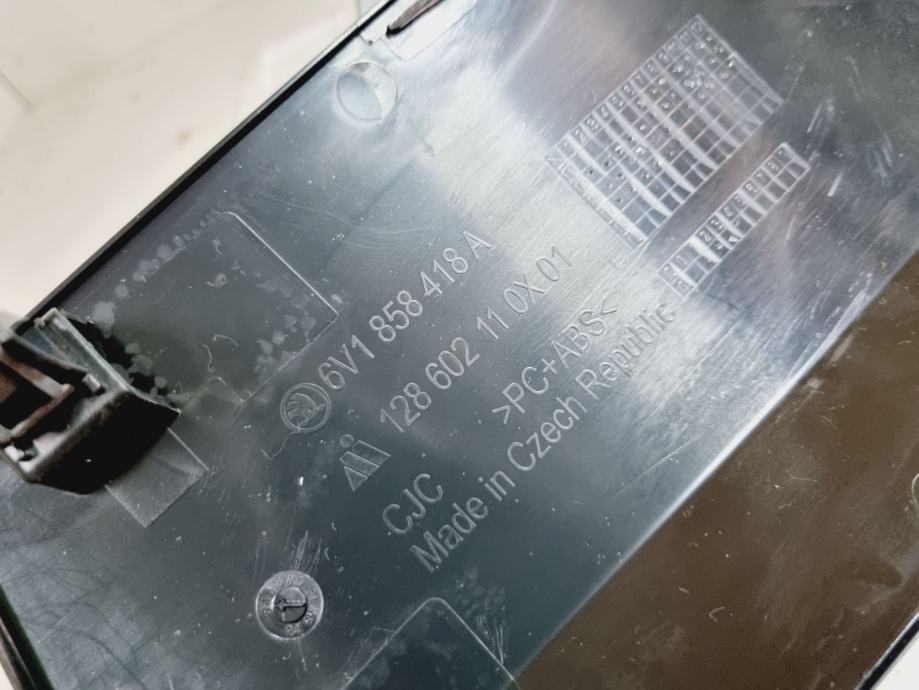 6V1 858 418 A
128 602 11 0X 01
>PC+ABS<
CJC
Made in Czech Republic